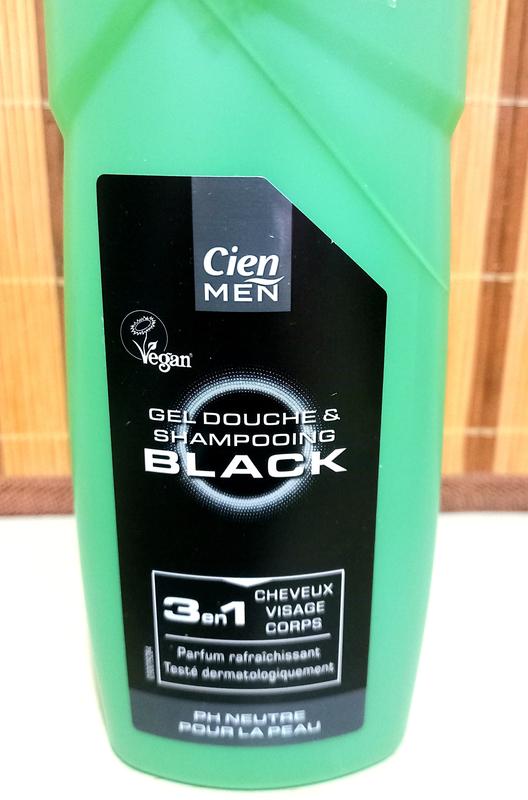 Cien
MEN
Vegan
GEL DOUCHE &
SHAMPOOING
BLACK
3en1
CHEVEUX
VISAGE
CORPS
Parfum rafraîchissant
Testé dermatologiquement
PH NEUTRE
POUR LA PEAU